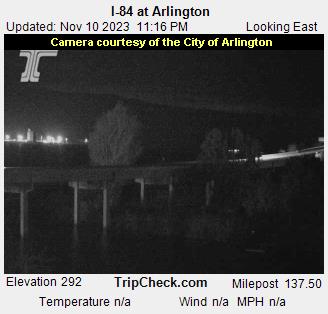 I-84 at Arlington
Updated: Nov 10 2023 11:16 PM Looking East
Camera courtesy of the City of Arlington
Elevation 292 TripCheck.com Milepost 137.50
Temperature n/a Wind n/a MPH n/a